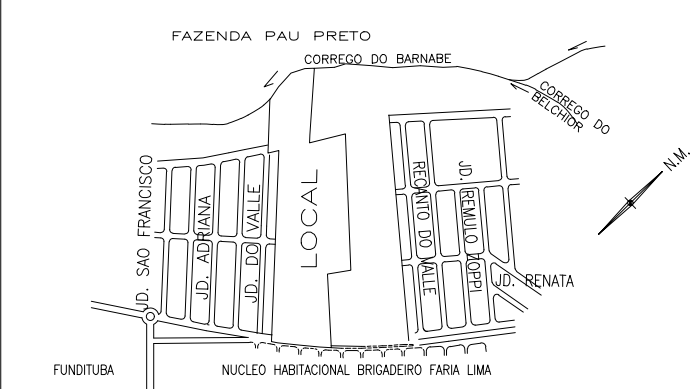 FAZENDA PAU PRETO
CORREGO DO BARNABE
CORREGO DO
BELCHIOR
N.M.
JD. SAO FRANCISCO
JD. ADRIANA
JD. DO VALLE
LOCAL
RECANTO DO VALLE
JD. ROMULO ZOPPI
JD. RENATA
FUNDITUBA
NUCLEO HABITACIONAL BRIGADEIRO FARIA LIMA